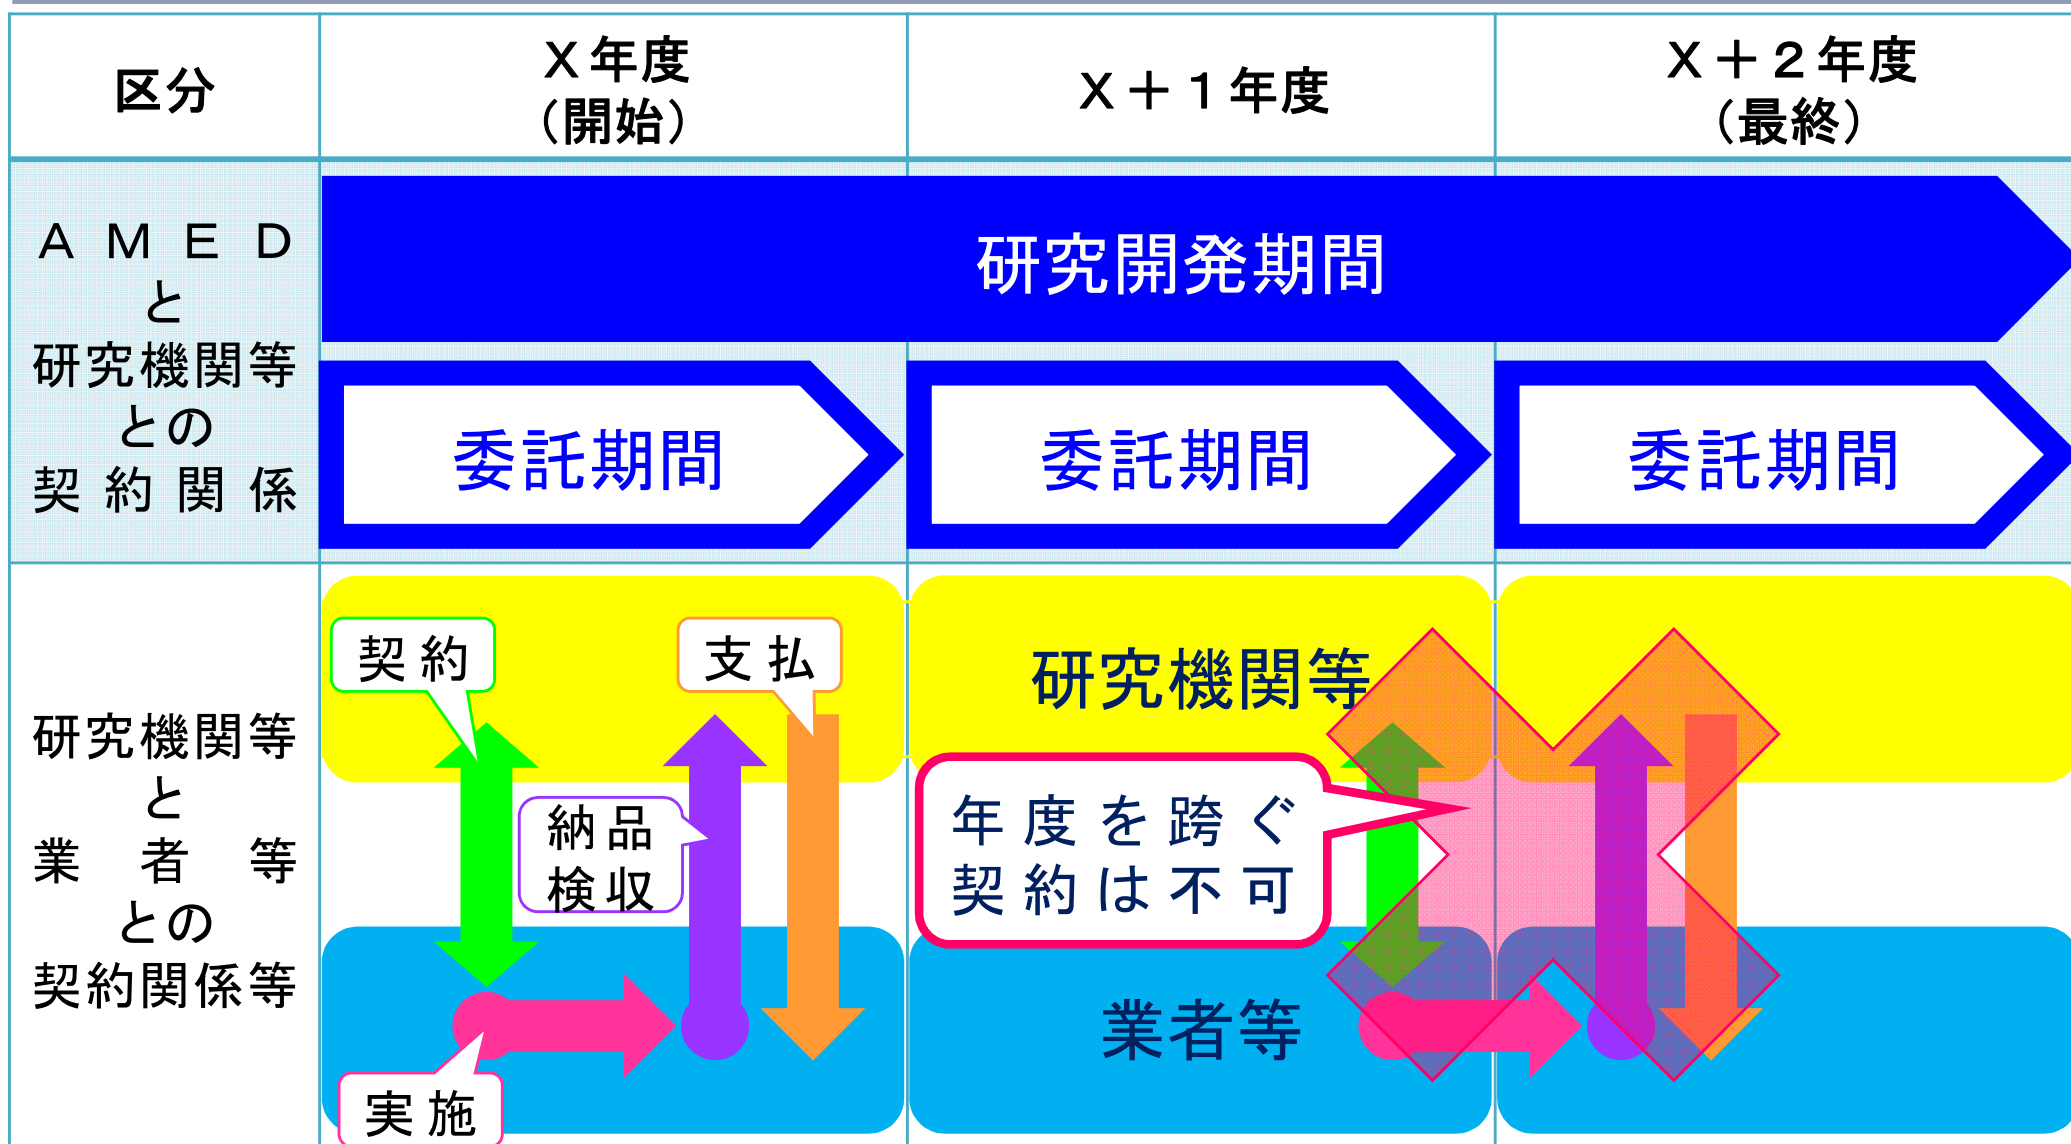 区分
X年度
（開始）
X＋1年度
X＋2年度
（最終）
AMED
と
研究機関等
との
契約関係
研究開発期間
委託期間
委託期間
委託期間
研究機関等
と
業者等
との
契約関係等
契約
支払
研究機関等
納品
検収
年度を跨ぐ
契約は不可
業者等
実施